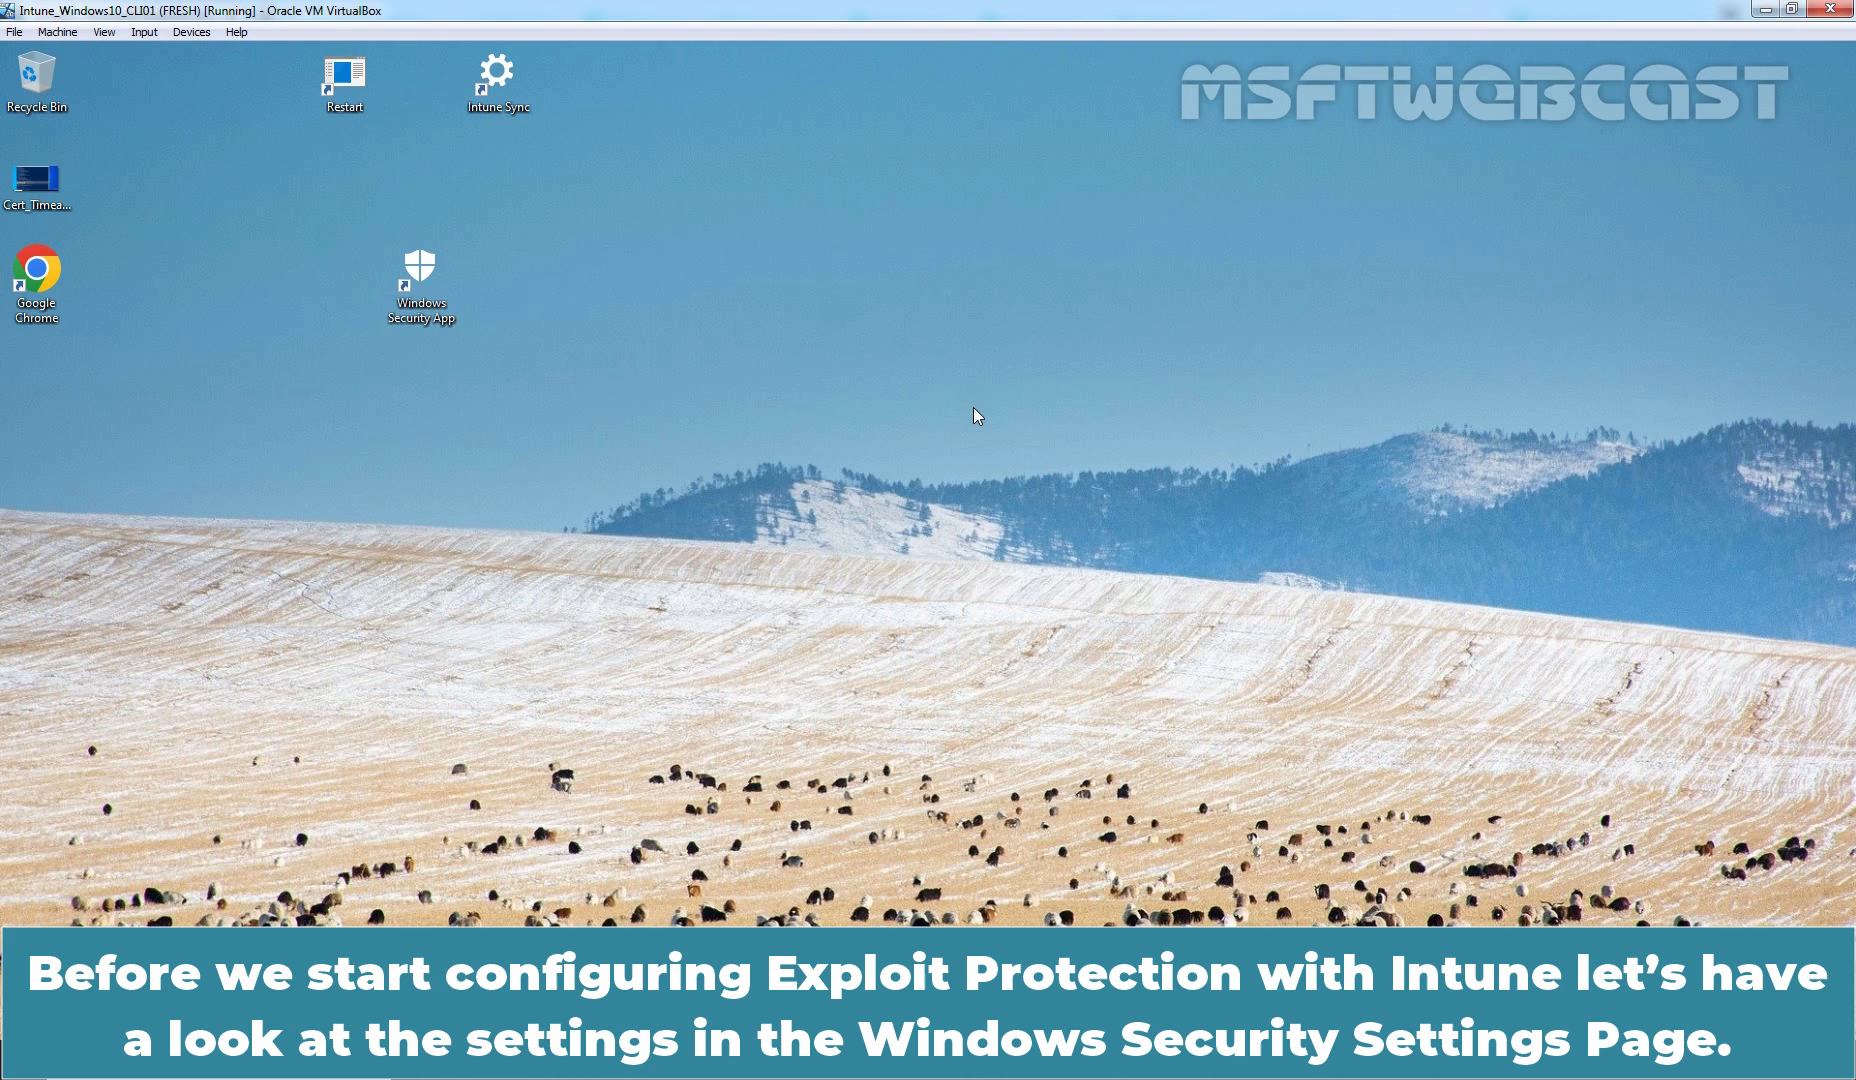 Intune_Windows10_CLI01 (FRESH) [Running] - Oracle VM VirtualBox
File Machine View Input Devices Help
Recycle Bin
Restart
Intune Sync
MSFTWEBCAST
Cert_Timea...
Google
Chrome
Windows
Security App
Before we start configuring Exploit Protection with Intune let’s have
a look at the settings in the Windows Security Settings Page.